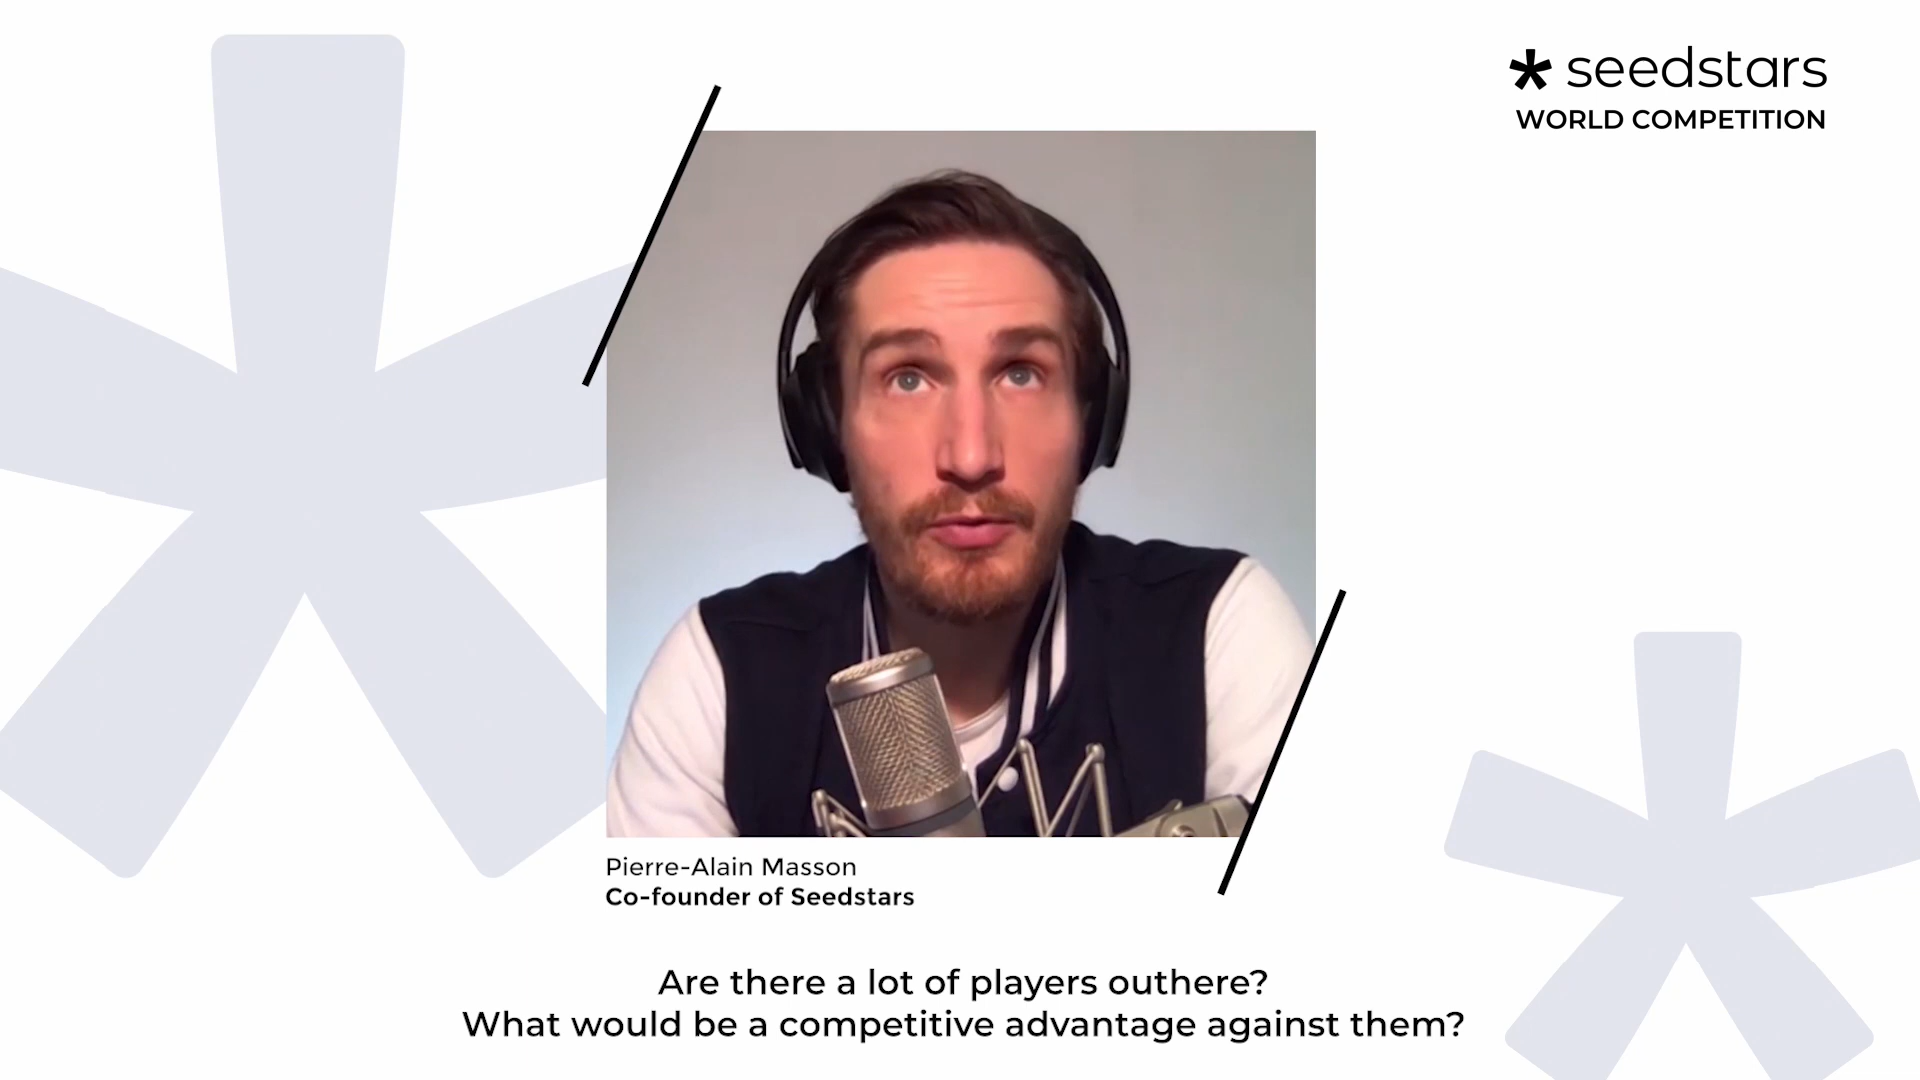 seedstars
WORLD COMPETITION
Pierre-Alain Masson
Co-founder of Seedstars
Are there a lot of players outhere?
What would be a competitive advantage against them?